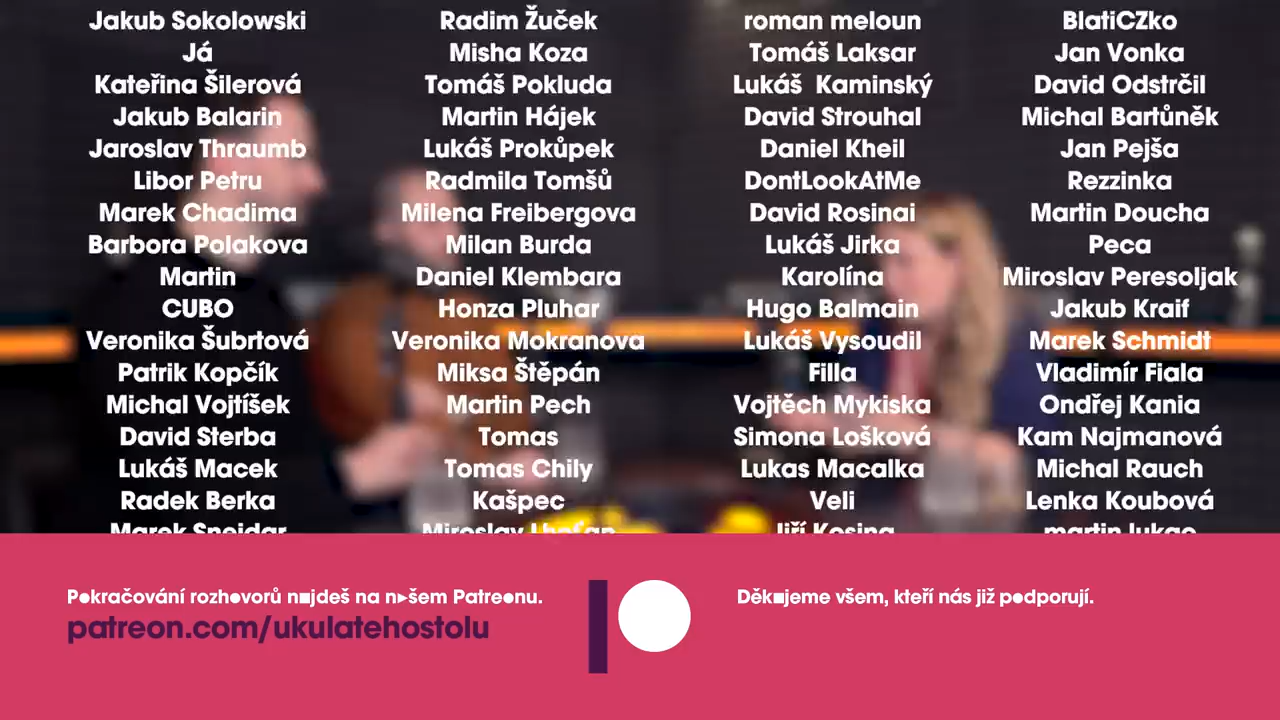 Jakub Sokolowski
Já
Kateřina Šilerová
Jakub Balarin
Jaroslav Thraumb
Libor Petru
Marek Chadima
Barbora Polakova
Martin
CUBO
Veronika Šubrtová
Patrik Kopčík
Michal Vojtíšek
David Sterba
Lukáš Macek
Radek Berka
Radim Žuček
Misha Koza
Tomáš Pokluda
Martin Hájek
Lukáš Prokůpek
Radmila Tomšů
Milena Freibergova
Milan Burda
Daniel Klembara
Honza Pluhar
Veronika Mokranova
Miksa Štěpán
Martin Pech
Tomas
Tomas Chily
Kašpec
roman meloun
Tomáš Laksar
Lukáš Kaminský
David Strouhal
Daniel Kheil
DontLookAtMe
David Rosinai
Lukáš Jirka
Karolína
Hugo Balmain
Lukáš Vysoudil
Filla
Vojtěch Mykiska
Simona Lošková
Lukas Macalka
Veli
Jiří Kosina
BlatiCZko
Jan Vonka
David Odstrčil
Michal Bartůněk
Jan Pejša
Rezzinka
Martin Doucha
Peca
Miroslav Peresoljak
Jakub Kraif
Marek Schmidt
Vladimír Fiala
Ondřej Kania
Kam Najmanová
Michal Rauch
Lenka Koubová
Pokračování rozhovorů najdeš na našem Patreonu.
patreon.com/ukulatehostolu
Děkujeme všem, kteří nás již podporují.